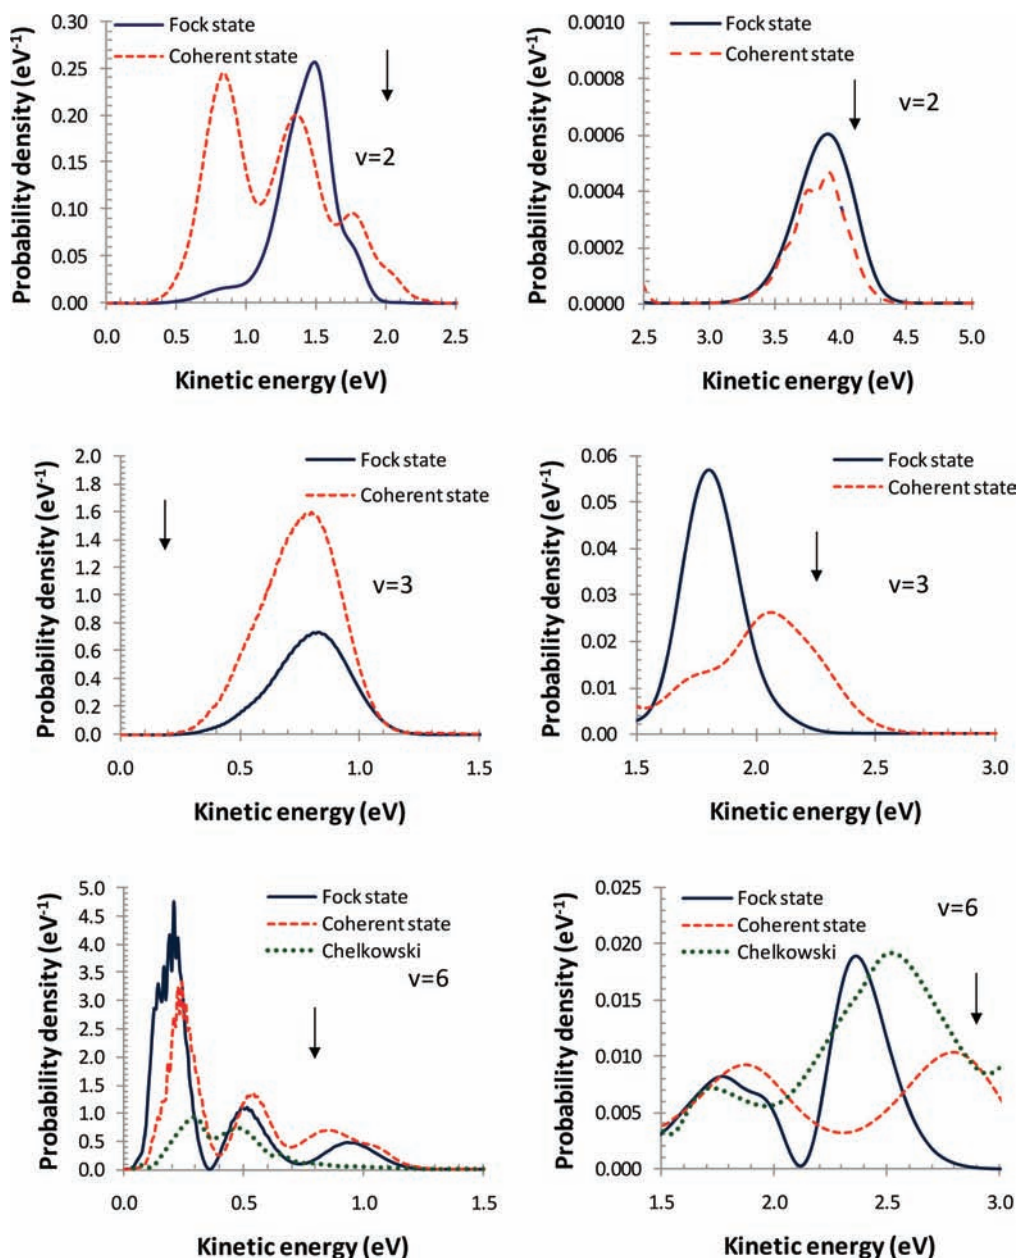 Probability density (eV-1)
0.30
0.25
0.20
0.15
0.10
0.05
0.00
Fock state
Coherent state
v=2
0.0 0.5 1.0 1.5 2.0 2.5
Kinetic energy (eV)
Probability density (eV-1)
0.0010
0.0008
0.0006
0.0004
0.0002
0.0000
Fock state
Coherent state
v=2
2.5 3.0 3.5 4.0 4.5 5.0
Kinetic energy (eV)
Probability density (eV-1)
2.0
1.8
1.6
1.4
1.2
1.0
0.8
0.6
0.4
0.2
0.0
Fock state
Coherent state
v=3
0.0 0.5 1.0 1.5
Kinetic energy (eV)
Probability density (eV-1)
0.06
0.05
0.04
0.03
0.02
0.01
0.00
Fock state
Coherent state
v=3
1.5 2.0 2.5 3.0
Kinetic energy (eV)
Probability density (eV-1)
5.0
4.5
4.0
3.5
3.0
2.5
2.0
1.5
1.0
0.5
0.0
Fock state
Coherent state
Chelkowski
v=6
0.0 0.5 1.0 1.5
Kinetic energy (eV)
Probability density (eV-1)
0.025
0.020
0.015
0.010
0.005
0.000
Fock state
Coherent state
Chelkowski
v=6
1.5 2.0 2.5 3.0
Kinetic energy (eV)